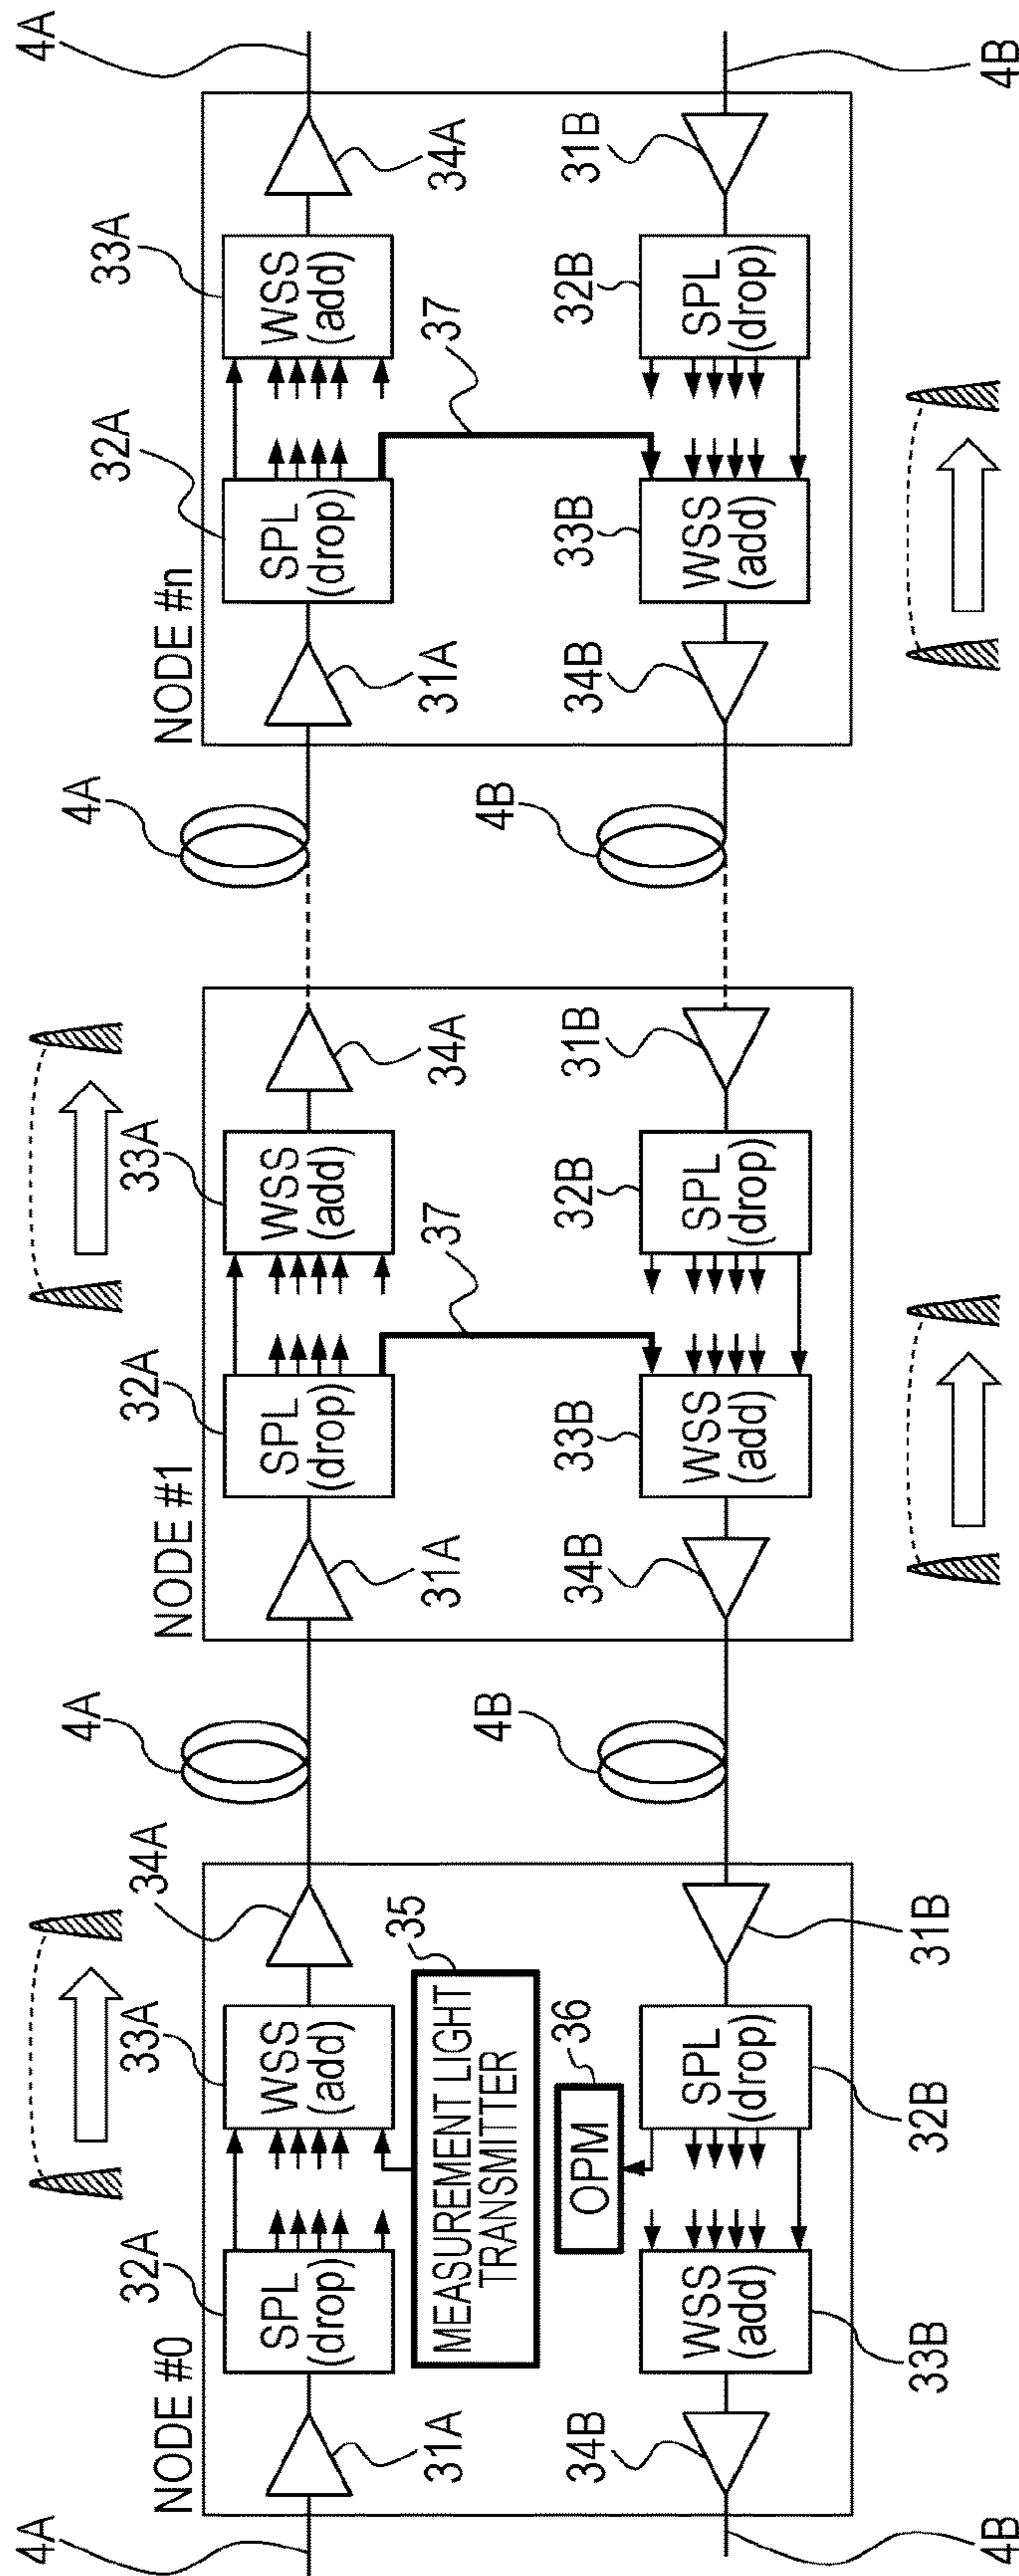 4A
4A
4A
4A
NODE #0
NODE #1
NODE #n
31A
32A
33A
34A
31A
32A
33A
34A
31A
32A
33A
34A
SPL
(drop)
WSS
(add)
SPL
(drop)
WSS
(add)
SPL
(drop)
WSS
(add)
MEASUREMENT LIGHT
TRANSMITTER
35
OPM
36
37
37
4B
4B
34B
33B
32B
31B
34B
33B
32B
31B
34B
33B
32B
31B
WSS
(add)
SPL
(drop)
WSS
(add)
SPL
(drop)
WSS
(add)
SPL
(drop)
4B
4B